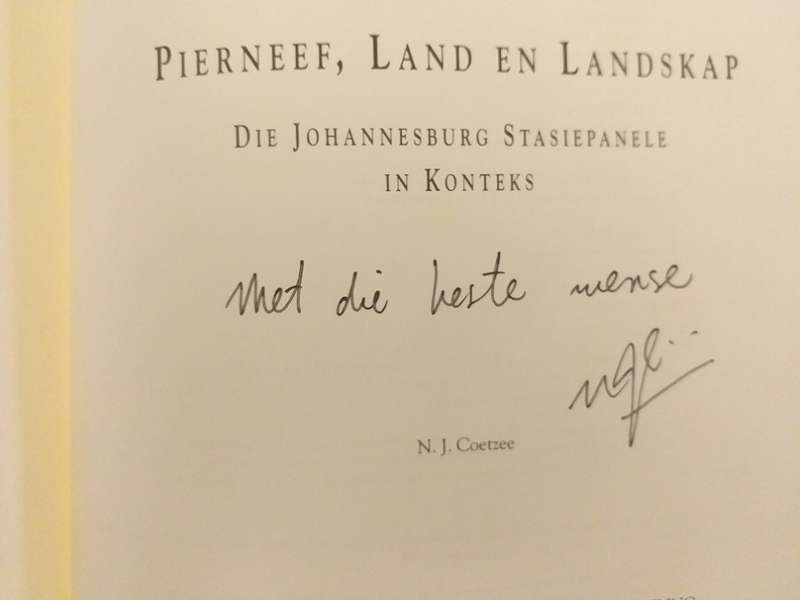 PIERNEEF, LAND EN LANDSKAP
DIE JOHANNESBURG STASIEPANELE
IN KONTEKS
Met die beste wense
N. J. Coetzee